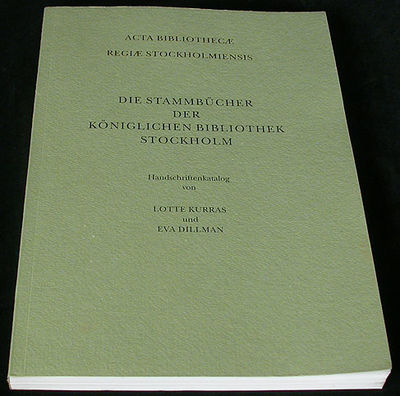 ACTA BIBLIOTHECÆ
REGIÆ STOCKHOLMIENSIS
DIE STAMMBÜCHER
DER
KÖNIGLICHEN BIBLIOTHEK
STOCKHOLM
Handschriftenkatalog
von
LOTTE KURRAS
und
EVA DILLMAN